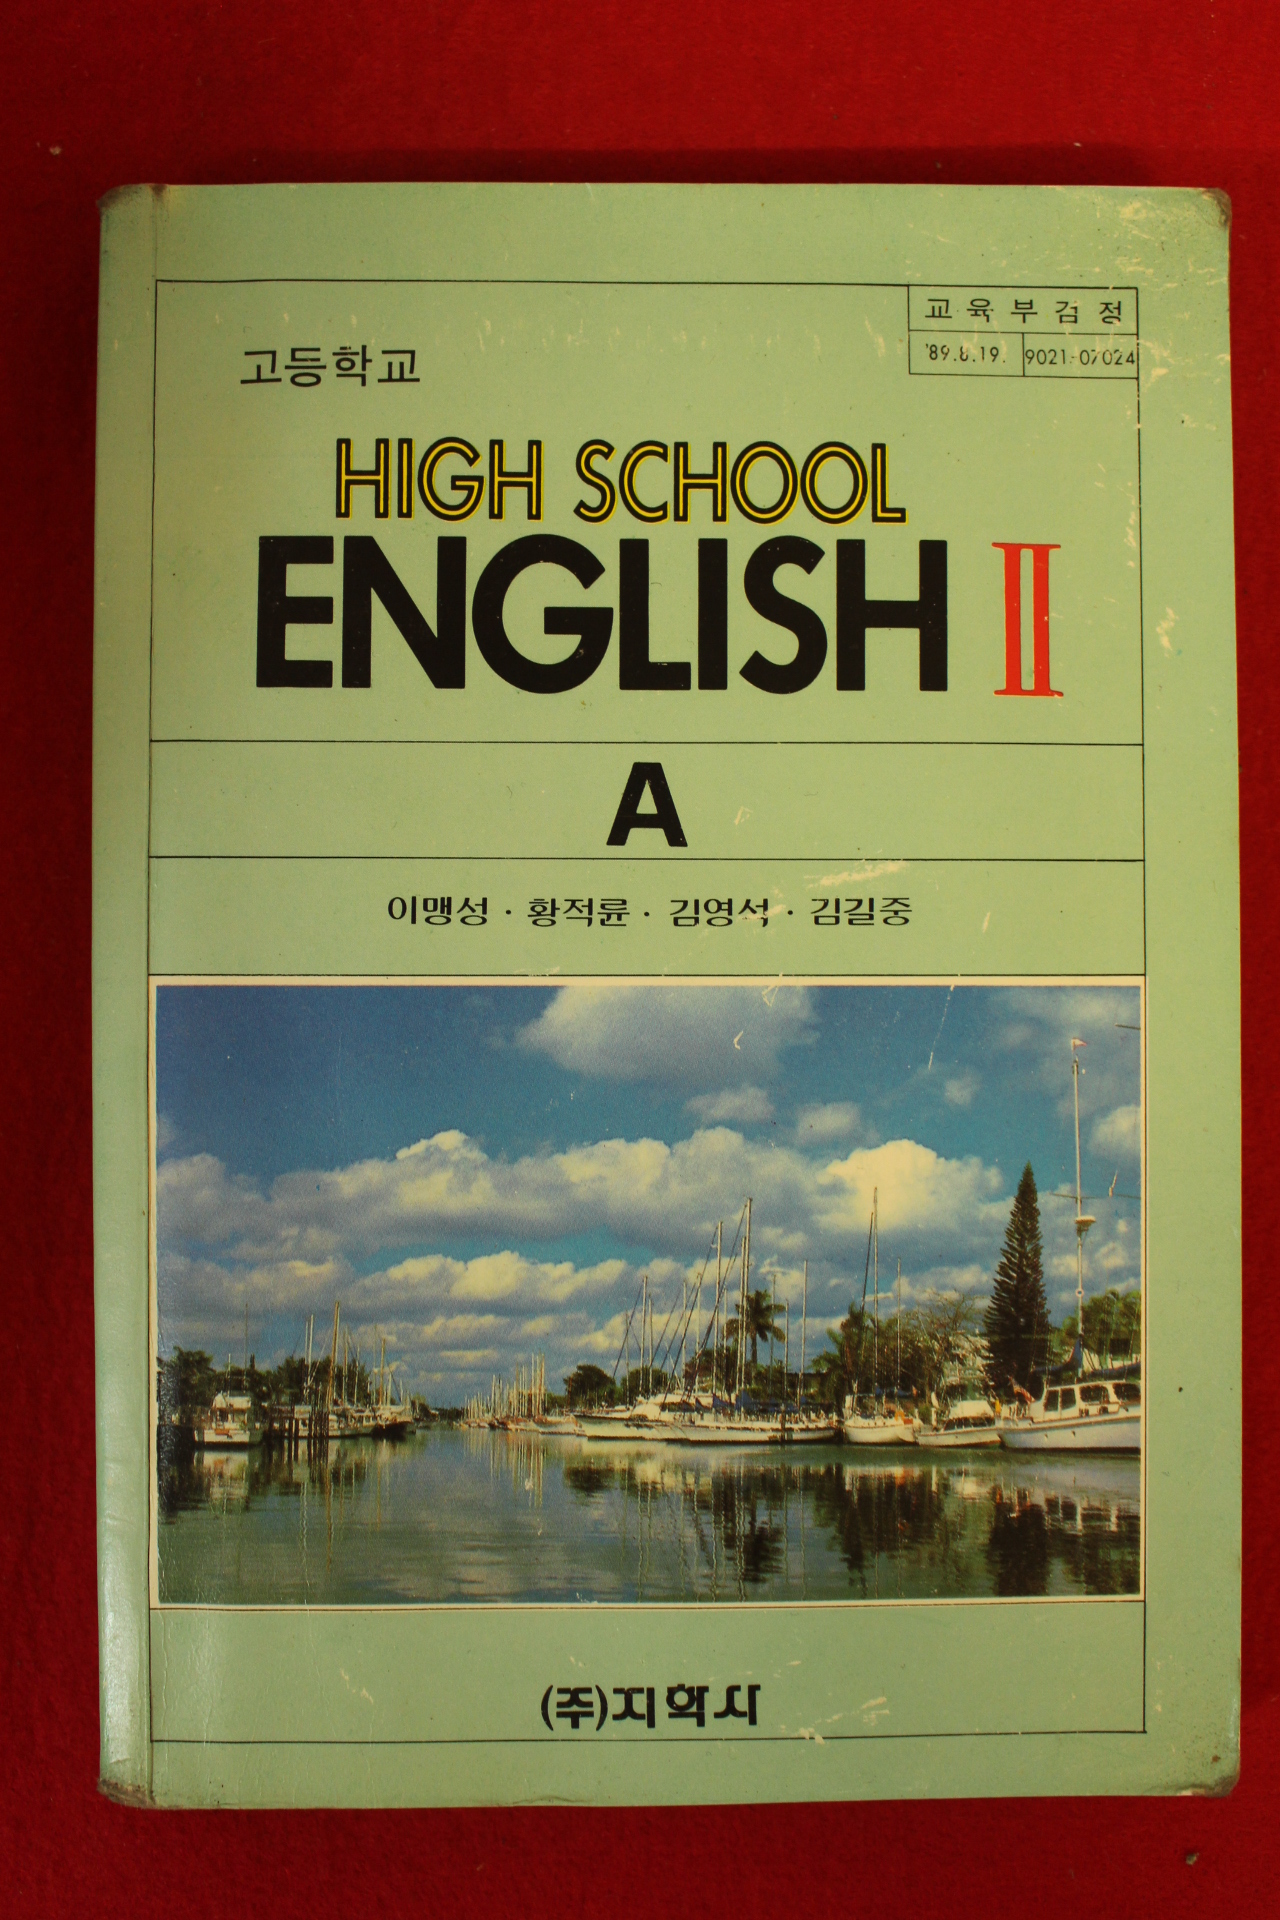 교육부검정
'89.8.19. 9021-07024
고등학교
HIGH SCHOOL
ENGLISH Ⅱ
A
이맹성 · 황적륜 · 김영석 · 김길중
(주)지학사